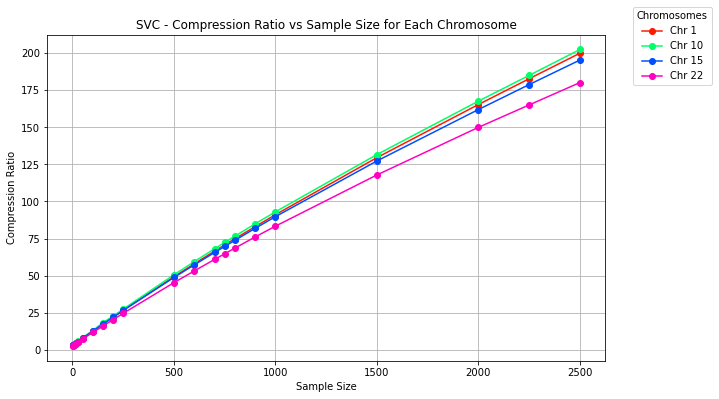 SVC - Compression Ratio vs Sample Size for Each Chromosome
Chromosomes
Chr 1
Chr 10
Chr 15
Chr 22
Compression Ratio
200
175
150
125
100
75
50
25
0
0 500 1000 1500 2000 2500
Sample Size